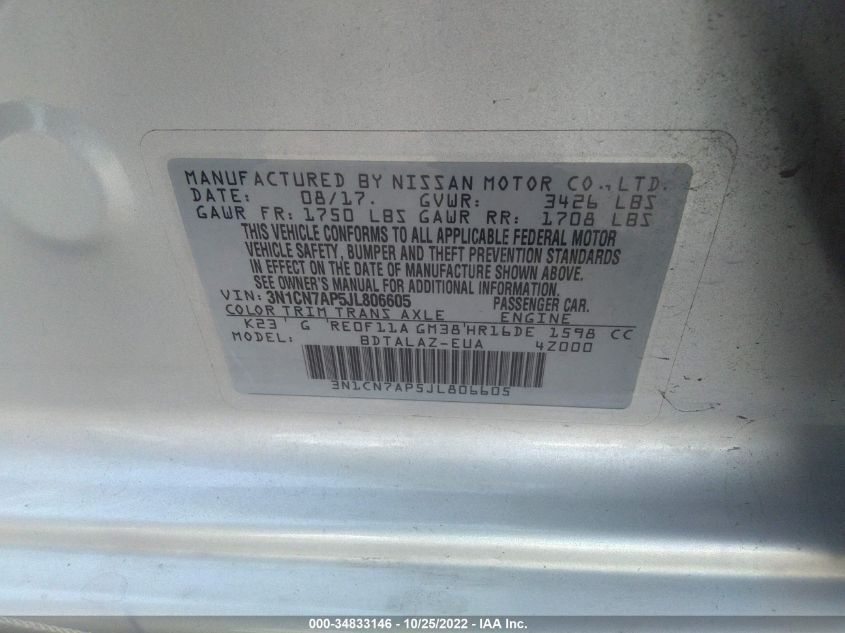 MANUFACTURED BY NISSAN MOTOR CO., LTD.
DATE: 08/17. GVWR: 3426 LBS
GAWR FR: 1750 LBS GAWR RR: 1708 LBS
THIS VEHICLE CONFORMS TO ALL APPLICABLE FEDERAL MOTOR
VEHICLE SAFETY, BUMPER AND THEFT PREVENTION STANDARDS
IN EFFECT ON THE DATE OF MANUFACTURE SHOWN ABOVE.
SEE OWNER'S MANUAL FOR ADDITIONAL INFORMATION.
VIN: 3N1CN7AP5JL806605 PASSENGER CAR.
COLOR TRIM TRANS AXLE ENGINE
K23 G RE0F11A GM38 HR16DE 1598 CC
MODEL: BDTALAZ-EUA 4Z000
3N1CN7AP5JL806605
000-34833146 - 10/25/2022 - IAA Inc.